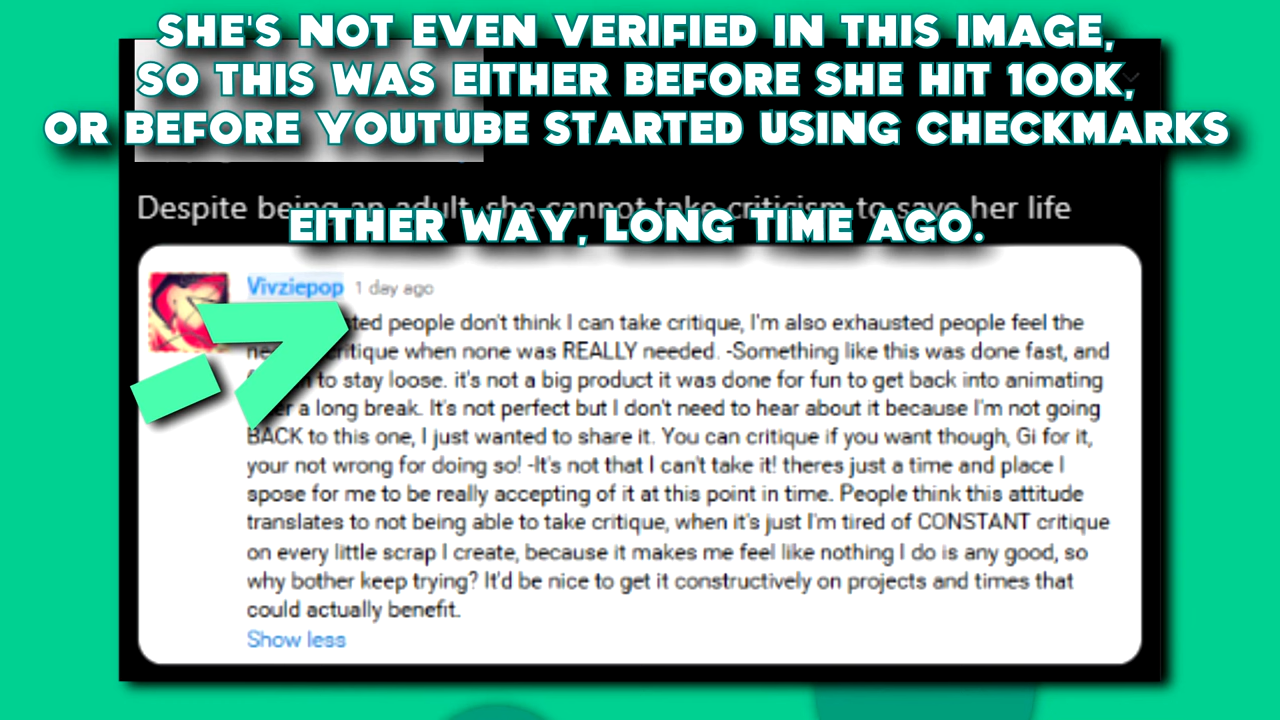 SHE'S NOT EVEN VERIFIED IN THIS IMAGE,
SO THIS WAS EITHER BEFORE SHE HIT 100K,
OR BEFORE YOUTUBE STARTED USING CHECKMARKS
Despite being an adult, she cannot take criticism to save her life
EITHER WAY, LONG TIME AGO.
Vivziepop 1 day ago
people don't think I can take critique, I'm also exhausted people feel the
critique when none was REALLY needed. -Something like this was done fast, and
to stay loose. it's not a big product it was done for fun to get back into animating
a long break. It's not perfect but I don't need to hear about it because I'm not going
BACK to this one, I just wanted to share it. You can critique if you want though, Gi for it,
your not wrong for doing so! -It's not that I can't take it! theres just a time and place I
spose for me to be really accepting of it at this point in time. People think this attitude
translates to not being able to take critique, when it's just I'm tired of CONSTANT critique
on every little scrap I create, because it makes me feel like nothing I do is any good, so
why bother keep trying? It'd be nice to get it constructively on projects and times that
could actually benefit.
Show less